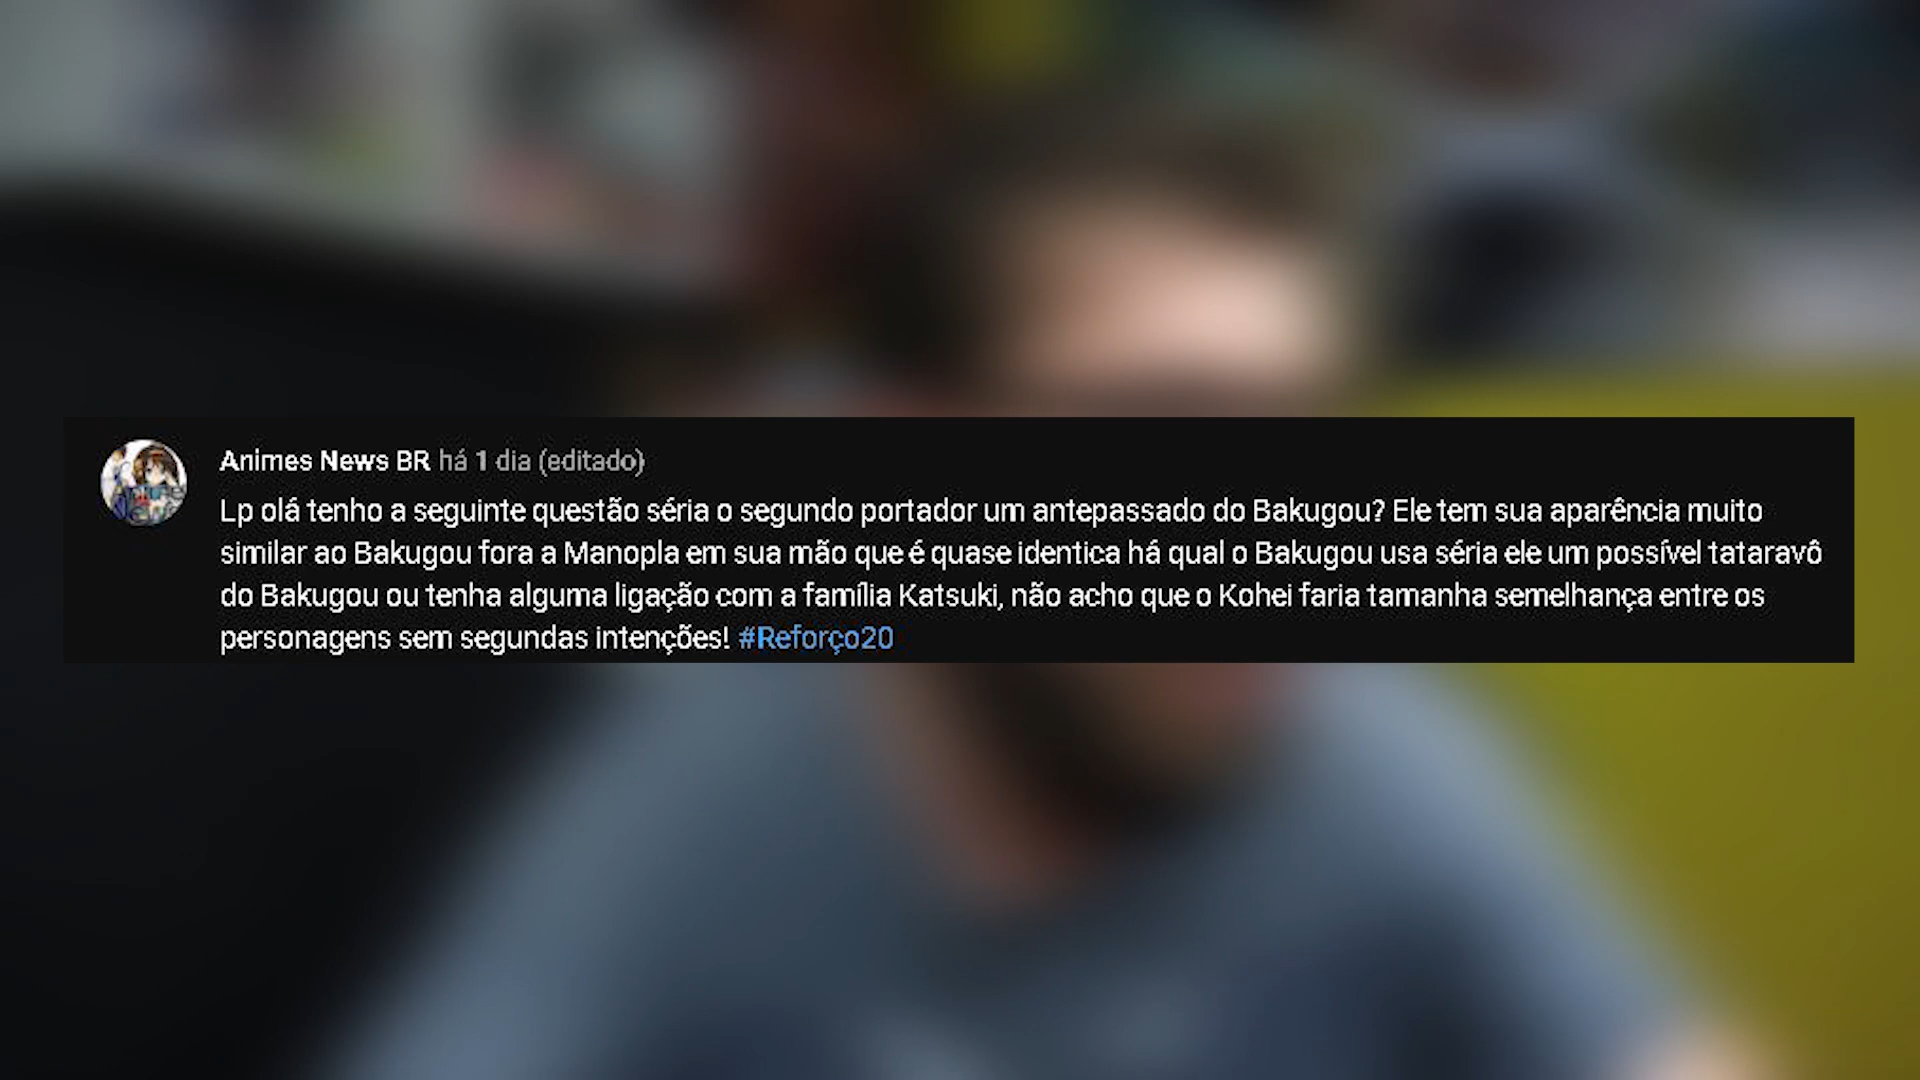 Animes News BR há 1 dia (editado)
Lp olá tenho a seguinte questão séria o segundo portador um antepassado do Bakugou? Ele tem sua aparência muito
similar ao Bakugou fora a Manopla em sua mão que é quase identica há qual o Bakugou usa séria ele um possível tataravô
do Bakugou ou tenha alguma ligação com a família Katsuki, não acho que o Kohei faria tamanha semelhança entre os
personagens sem segundas intenções! #Reforço20